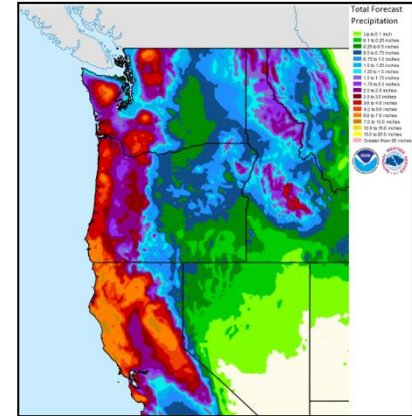 Total Forecast
Precipitation
Up to 0.1 inch
0.1 to 0.25 inches
0.25 to 0.5 inches
0.5 to 0.75 inches
0.75 to 1.0 inches
1.0 to 1.25 inches
1.25 to 1.5 inches
1.5 to 1.75 inches
1.75 to 2.0 inches
2.0 to 2.5 inches
2.5 to 3.0 inches
3.0 to 4.0 inches
4.0 to 5.0 inches
5.0 to 7.0 inches
7.0 to 10.0 inches
10.0 to 15.0 inches
15.0 to 20.0 inches
Greater than 20 inches